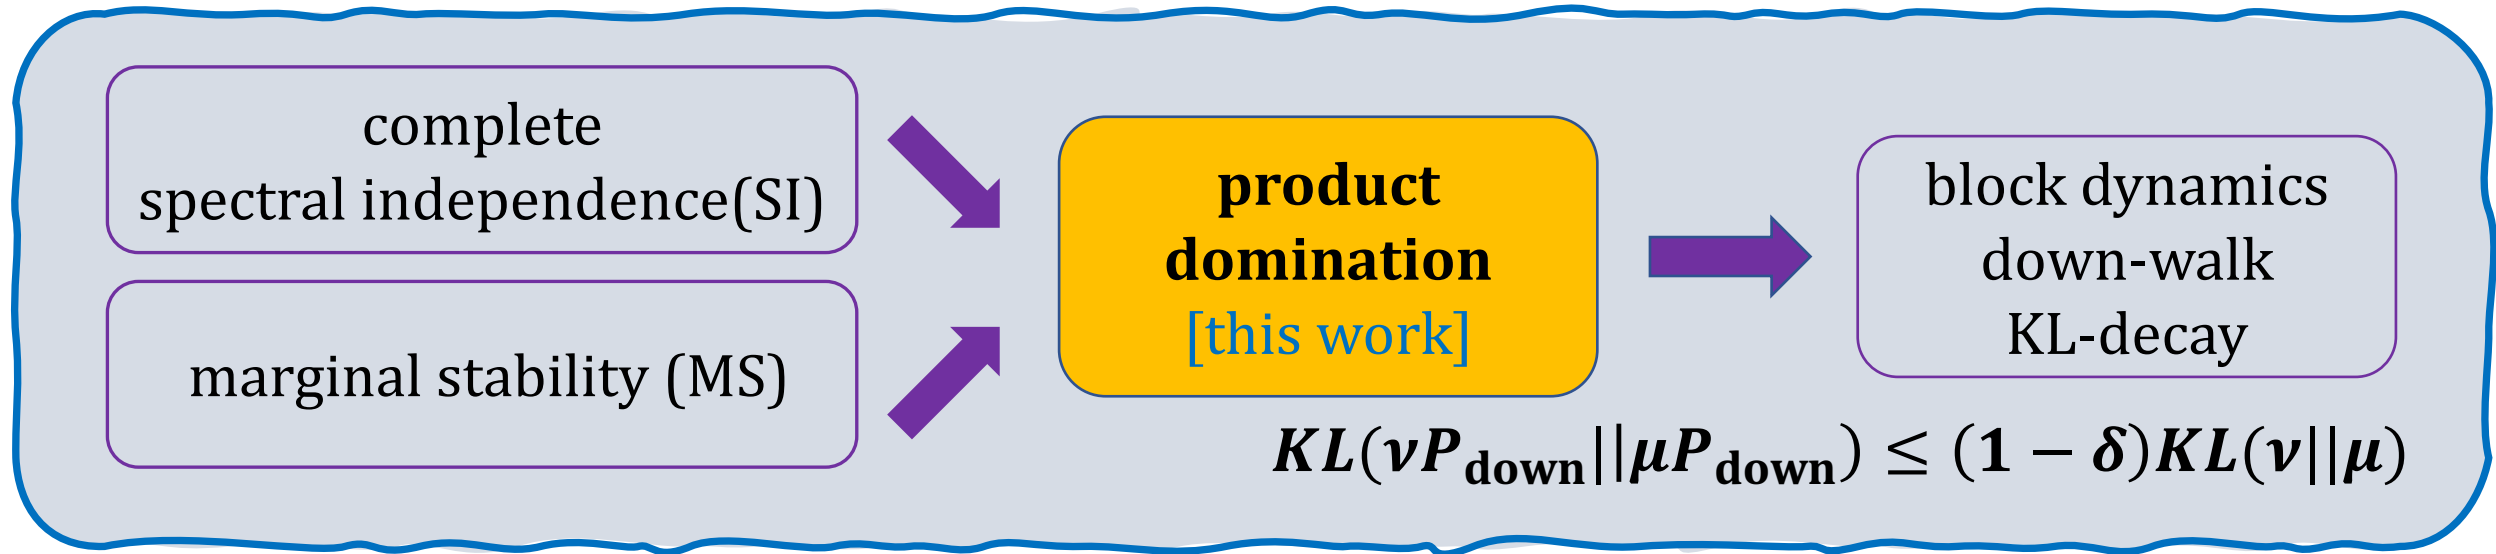 complete
spectral independence(SI)
marginal stability (MS)
product
domination
[this work]
block dynamics
down-walk
KL-decay
KL(νP_down||μP_down) ≤ (1 − δ)KL(ν||μ)